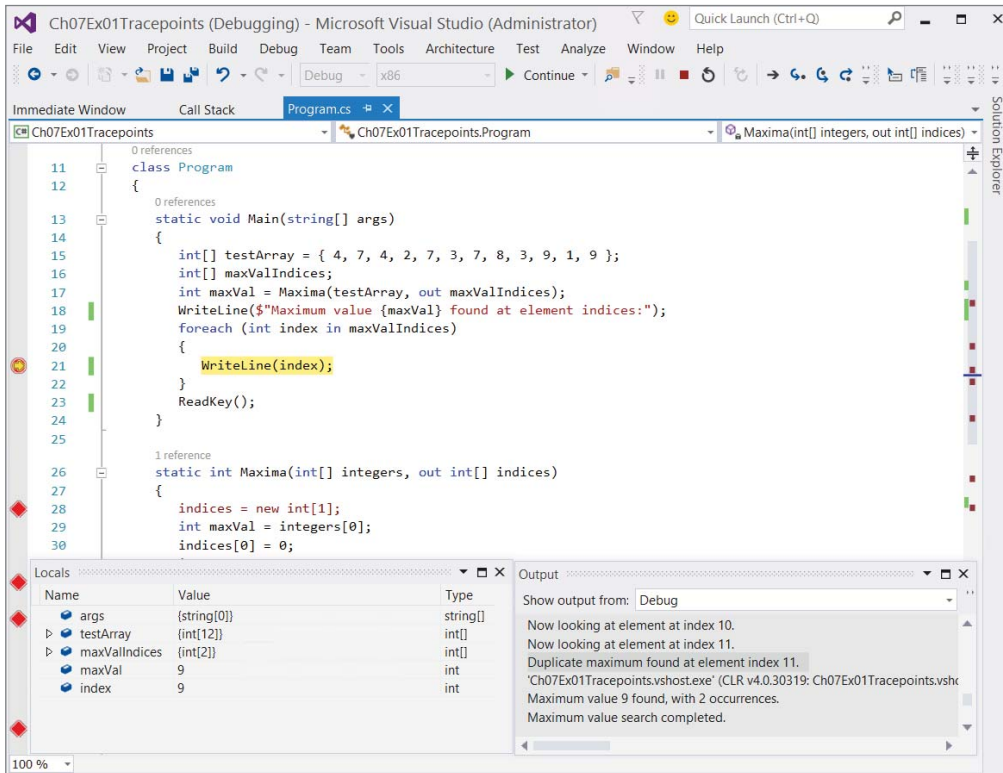 Ch07Ex01Tracepoints (Debugging) - Microsoft Visual Studio (Administrator)
Quick Launch (Ctrl+Q)
File Edit View Project Build Debug Team Tools Architecture Test Analyze Window Help
Debug x86 Continue
Immediate Window Call Stack Program.cs
Solution Explorer
Ch07Ex01Tracepoints Ch07Ex01Tracepoints.Program Maxima(int[] integers, out int[] indices)
0 references
11 class Program
12 {
0 references
13 static void Main(string[] args)
14 {
15 int[] testArray = { 4, 7, 4, 2, 7, 3, 7, 8, 3, 9, 1, 9 };
16 int[] maxValIndices;
17 int maxVal = Maxima(testArray, out maxValIndices);
18 WriteLine($"Maximum value {maxVal} found at element indices:");
19 foreach (int index in maxValIndices)
20 {
21 WriteLine(index);
22 }
23 ReadKey();
24 }
25
1 reference
26 static int Maxima(int[] integers, out int[] indices)
27 {
28 indices = new int[1];
29 int maxVal = integers[0];
30 indices[0] = 0;
Locals
Name Value Type
args {string[0]} string[]
testArray {int[12]} int[]
maxValIndices {int[2]} int[]
maxVal 9 int
index 9 int
Output
Show output from: Debug
Now looking at element at index 10.
Now looking at element at index 11.
Duplicate maximum found at element index 11.
'Ch07Ex01Tracepoints.vshost.exe' (CLR v4.0.30319: Ch07Ex01Tracepoints.vsho
Maximum value 9 found, with 2 occurrences.
Maximum value search completed.
100 %